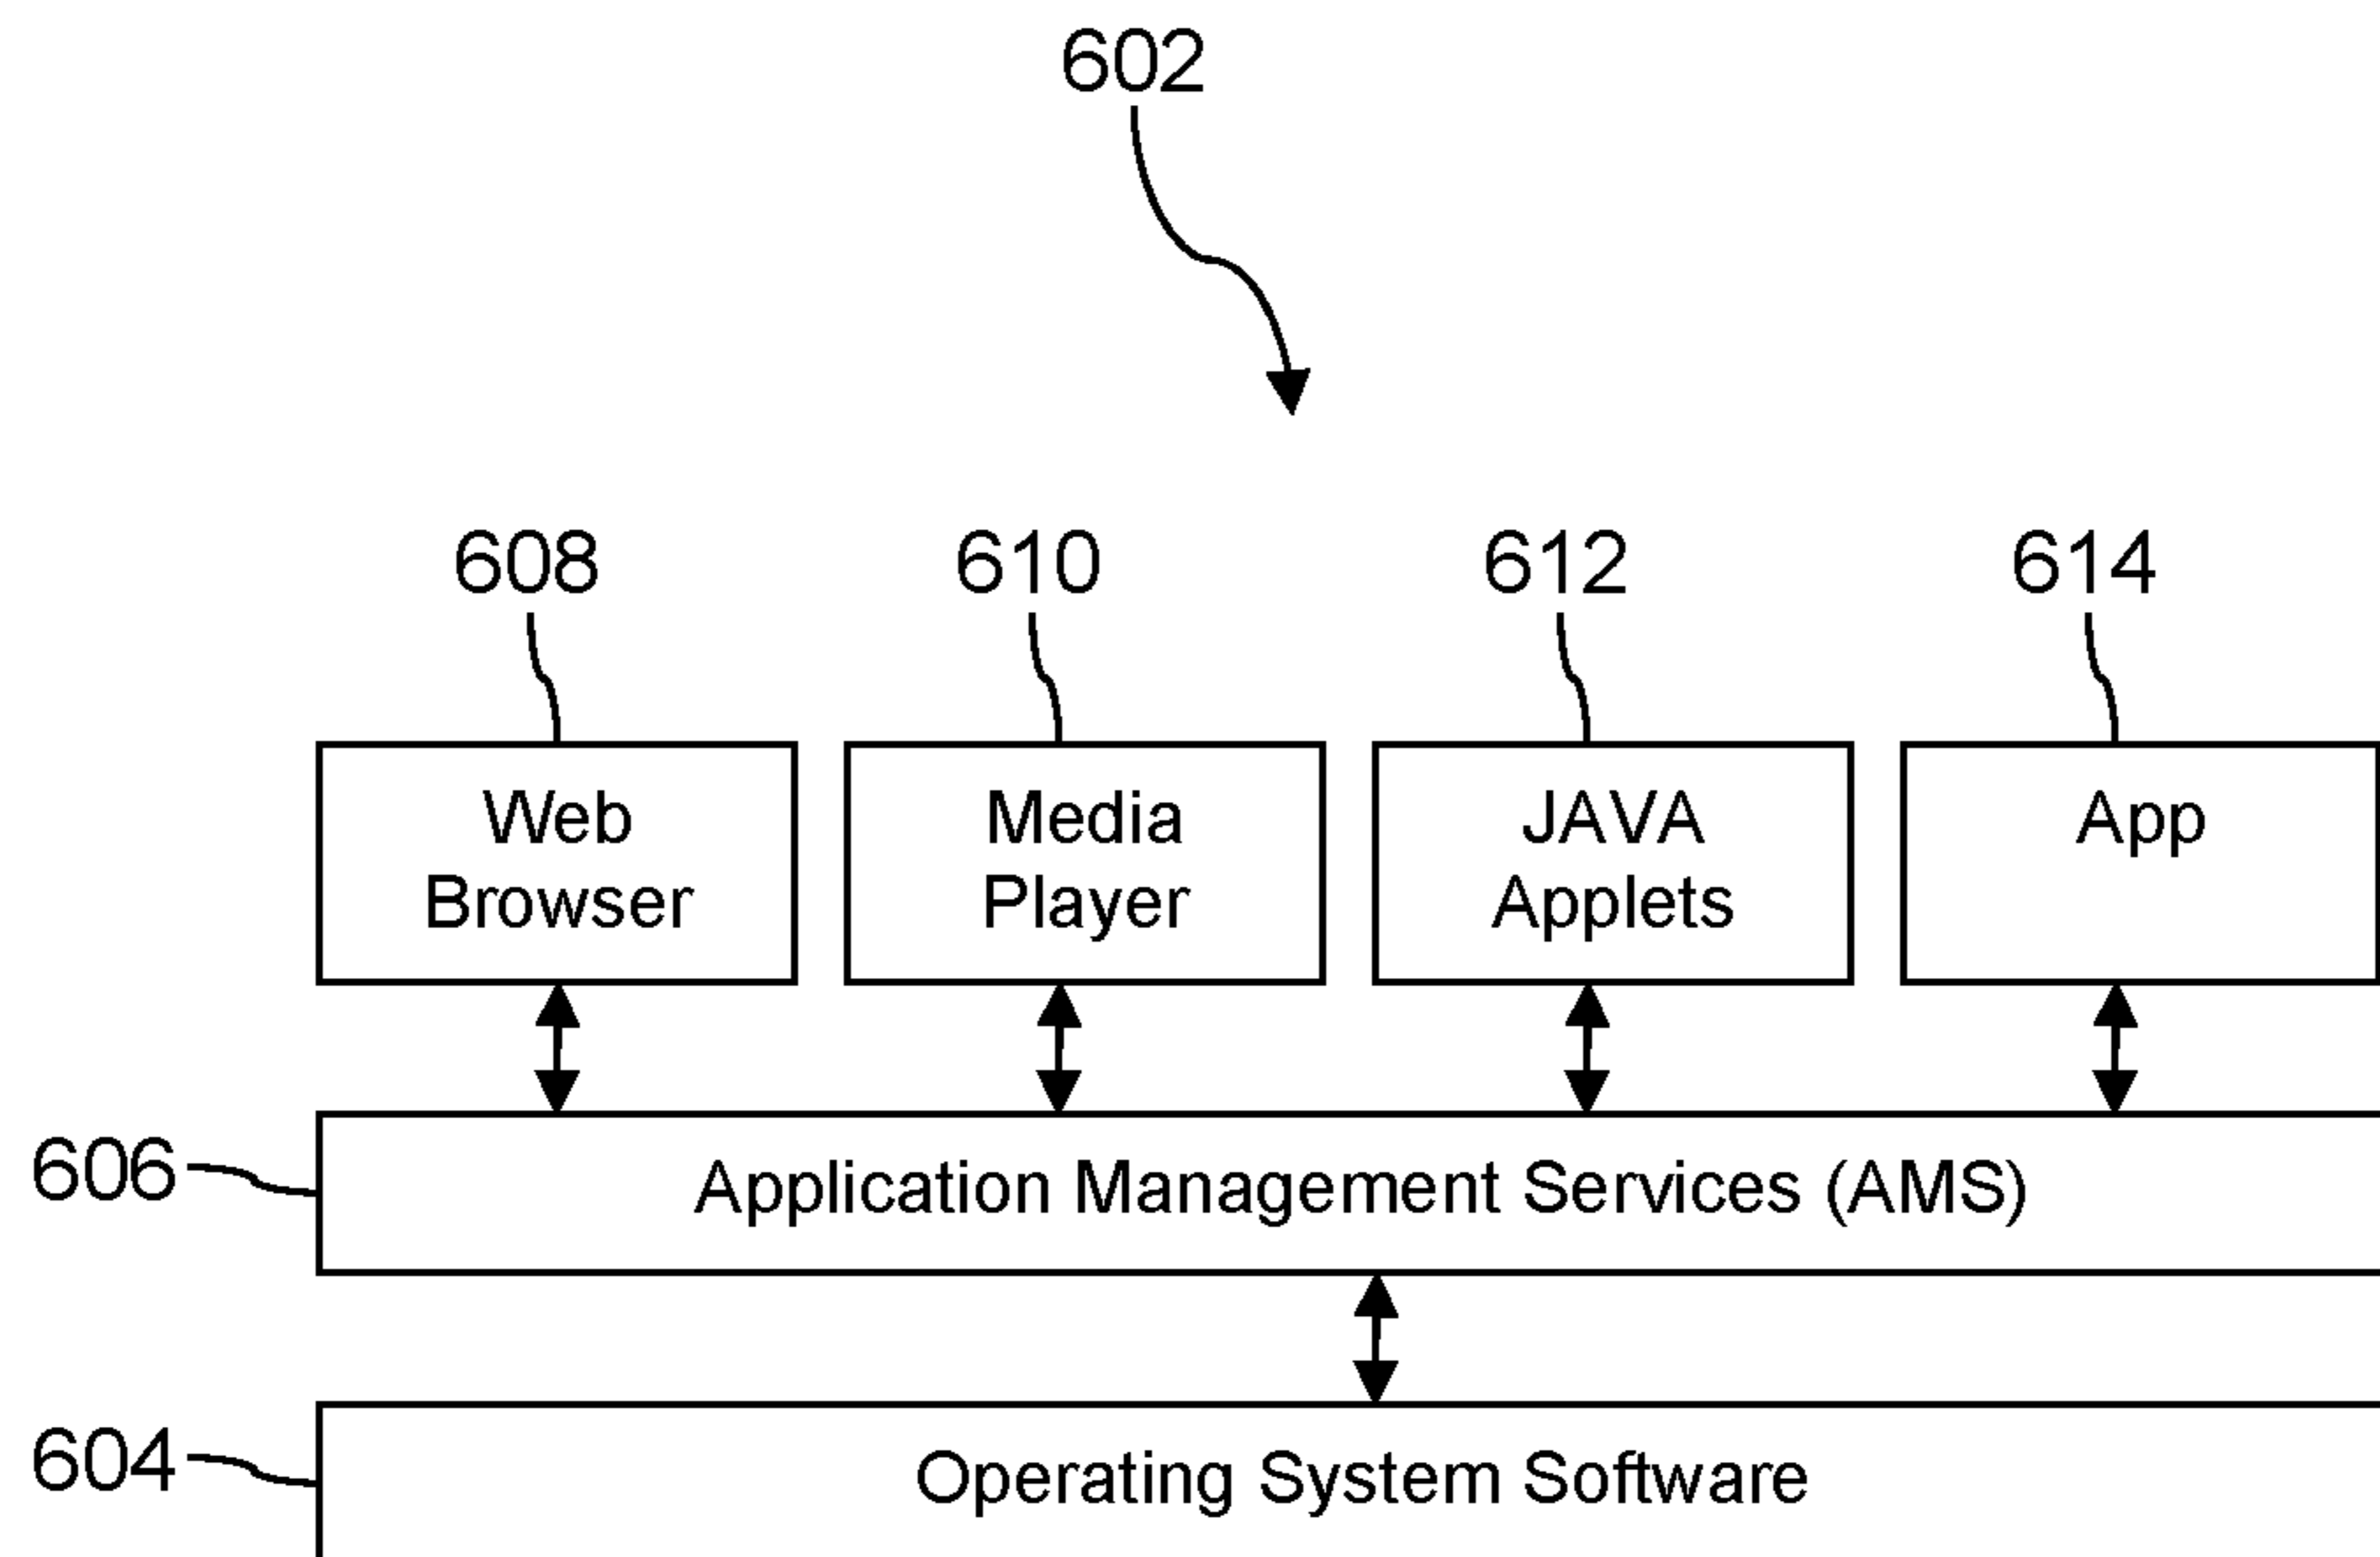 602
608
610
612
614
Web
Browser
Media
Player
JAVA
Applets
App
606
Application Management Services (AMS)
604
Operating System Software